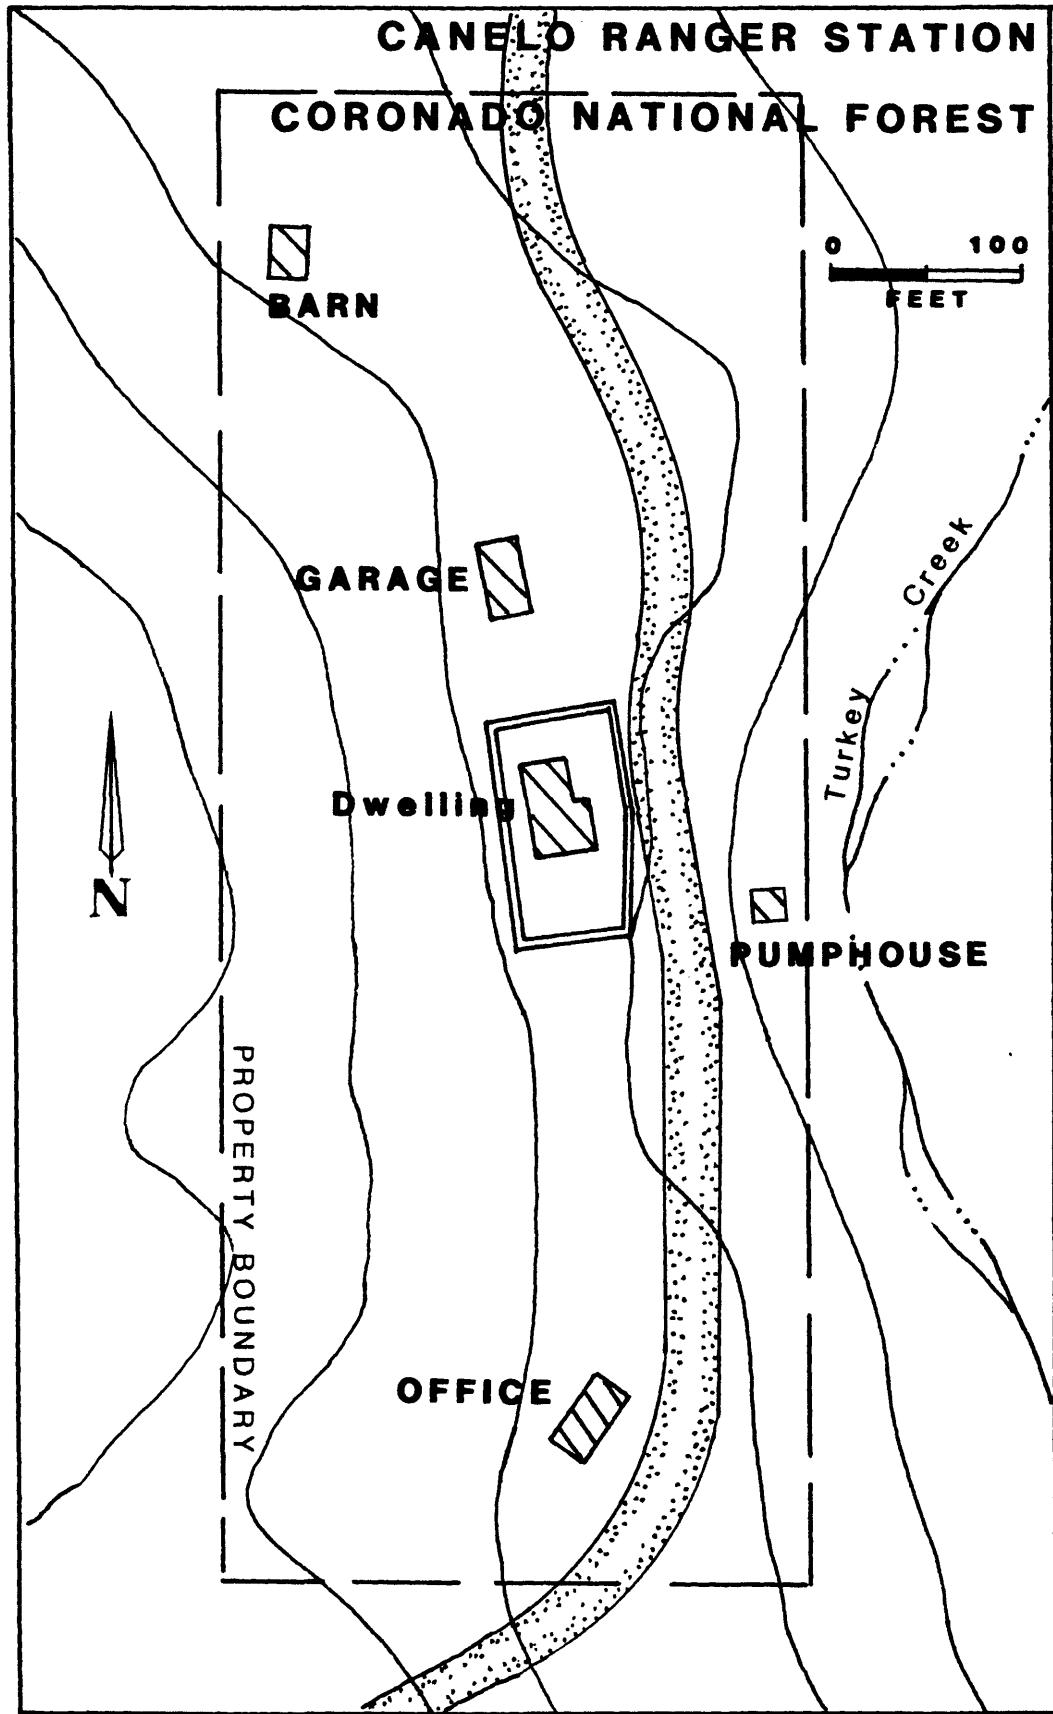 CANELO RANGER STATION
CORONADO NATIONAL FOREST
0 100
FEET
BARN
GARAGE
Turkey Creek
Dwelling
N
PUMPHOUSE
PROPERTY BOUNDARY
OFFICE